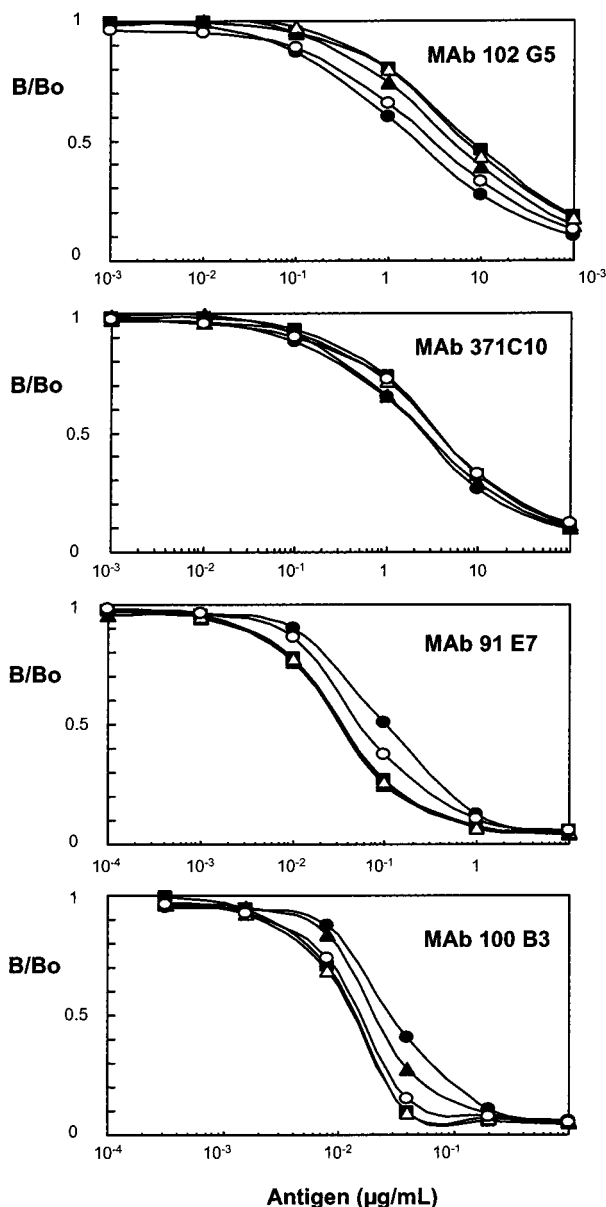 1
MAb 102 G5
B/Bo
0.5
0
10⁻³ 10⁻² 10⁻¹ 1 10 10⁻³
1
MAb 371C10
0.5
0
10⁻³ 10⁻² 10⁻¹ 1 10
1
MAb 91 E7
B/Bo
0.5
0
10⁻⁴ 10⁻³ 10⁻² 10⁻¹ 1
1
MAb 100 B3
B/Bo
0.5
0
10⁻⁴ 10⁻³ 10⁻² 10⁻¹
Antigen (µg/mL)